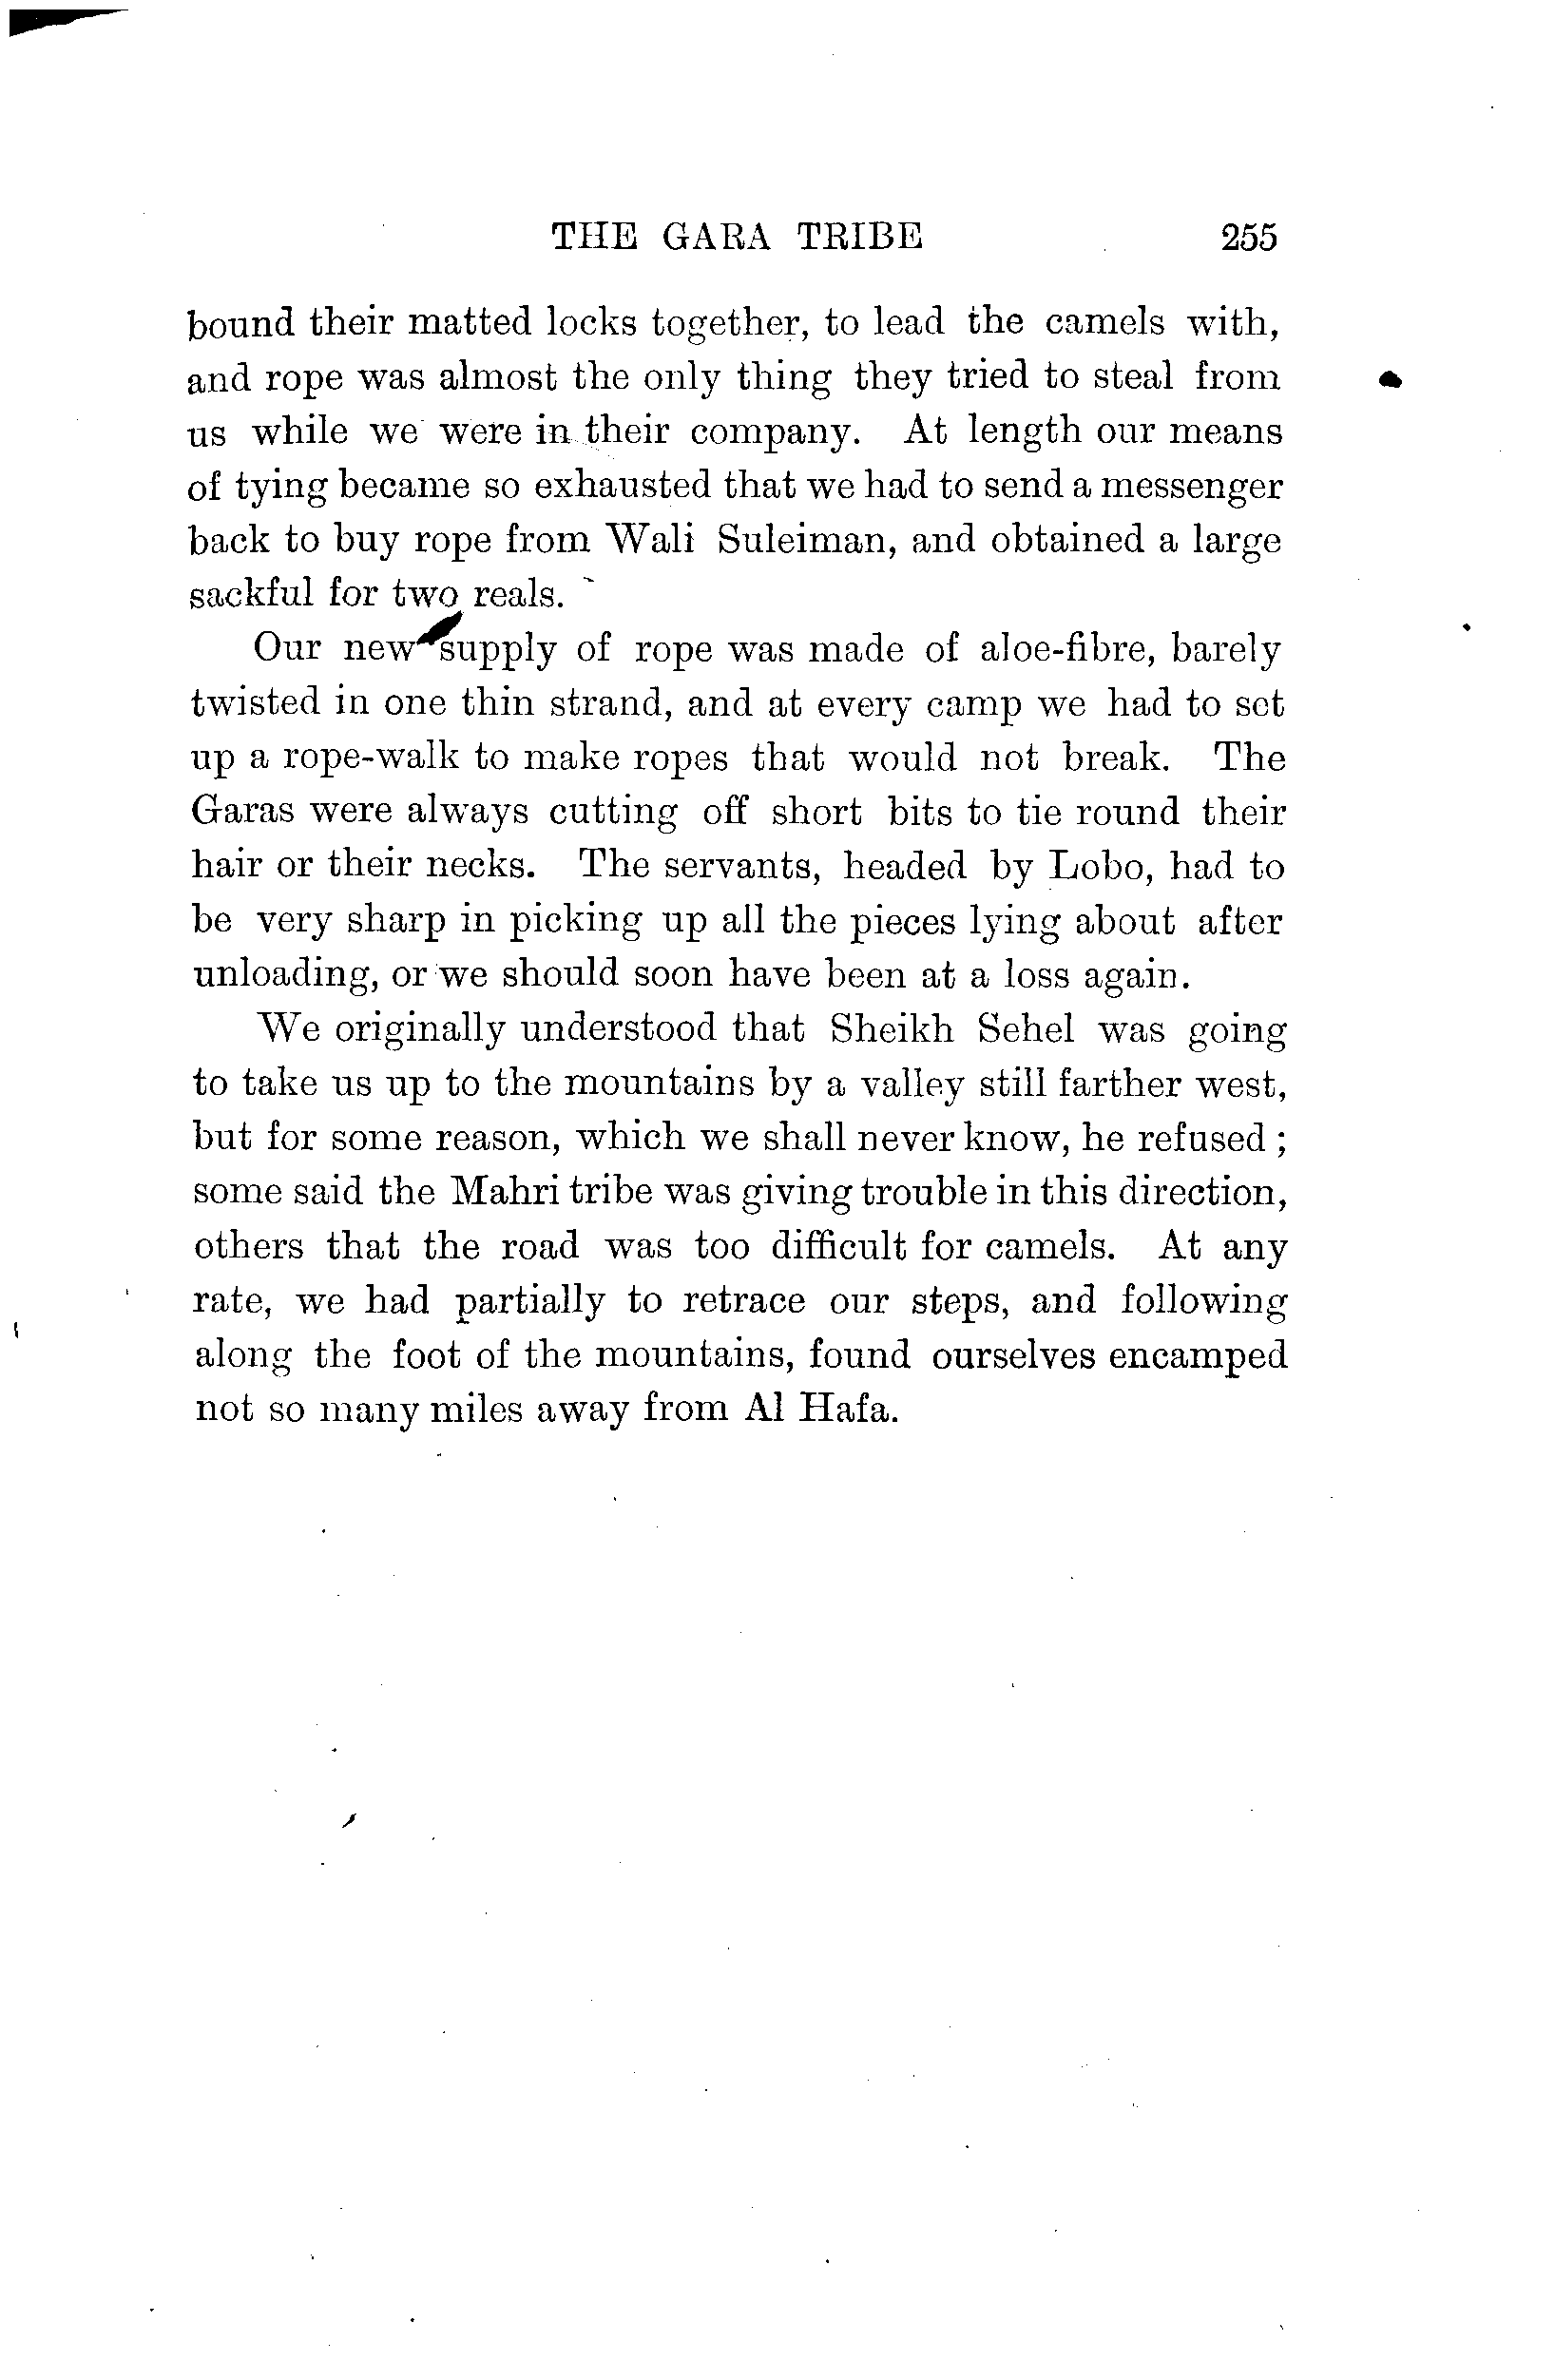 THE GARA TRIBE 255
bound their matted locks together, to lead the camels with,
and rope was almost the only thing they tried to steal from
us while we were in their company. At length our means
of tying became so exhausted that we had to send a messenger
back to buy rope from Wali Suleiman, and obtained a large
sackful for two reals.
Our new supply of rope was made of aloe-fibre, barely
twisted in one thin strand, and at every camp we had to set
up a rope-walk to make ropes that would not break. The
Garas were always cutting off short bits to tie round their
hair or their necks. The servants, headed by Lobo, had to
be very sharp in picking up all the pieces lying about after
unloading, or we should soon have been at a loss again.
We originally understood that Sheikh Sehel was going
to take us up to the mountains by a valley still farther west,
but for some reason, which we shall never know, he refused ;
some said the Mahri tribe was giving trouble in this direction,
others that the road was too difficult for camels. At any
rate, we had partially to retrace our steps, and following
along the foot of the mountains, found ourselves encamped
not so many miles away from Al Hafa.